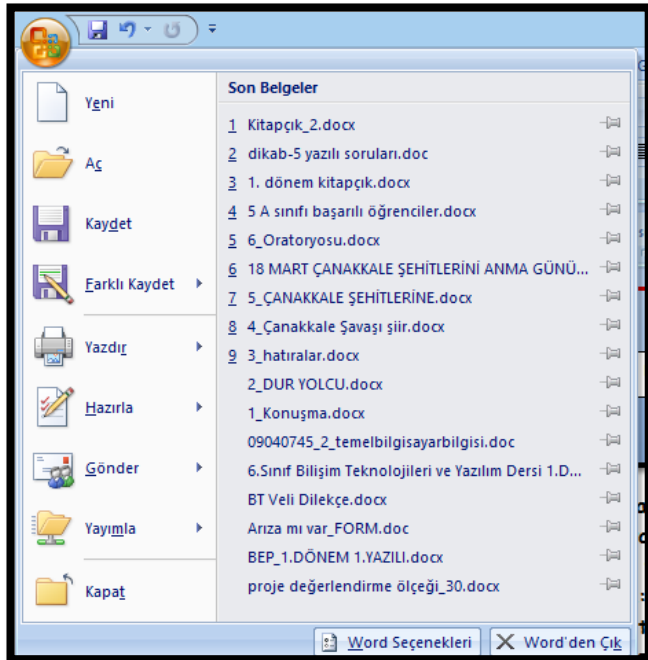 Yeni
Aç
Kaydet
Farklı Kaydet
Yazdır
Hazırla
Gönder
Yayımla
Kapat
Son Belgeler
1 Kitapçık_2.docx
2 dikab-5 yazılı soruları.doc
3 1. dönem kitapçık.docx
4 5 A sınıfı başarılı öğrenciler.docx
5 6_Oratoryosu.docx
6 18 MART ÇANAKKALE ŞEHİTLERİNİ ANMA GÜNÜ...
7 5_ÇANAKKALE ŞEHİTLERİNE.docx
8 4_Çanakkale Şavaşı şiir.docx
9 3_hatıralar.docx
2_DUR YOLCU.docx
1_Konuşma.docx
09040745_2_temelbilgisayarbilgisi.doc
6.Sınıf Bilişim Teknolojileri ve Yazılım Dersi 1.D...
BT Veli Dilekçe.docx
Arıza mı var_FORM.doc
BEP_1.DÖNEM 1.YAZILI.docx
proje değerlendirme ölçeği_30.docx
Word Seçenekleri
Word'den Çık